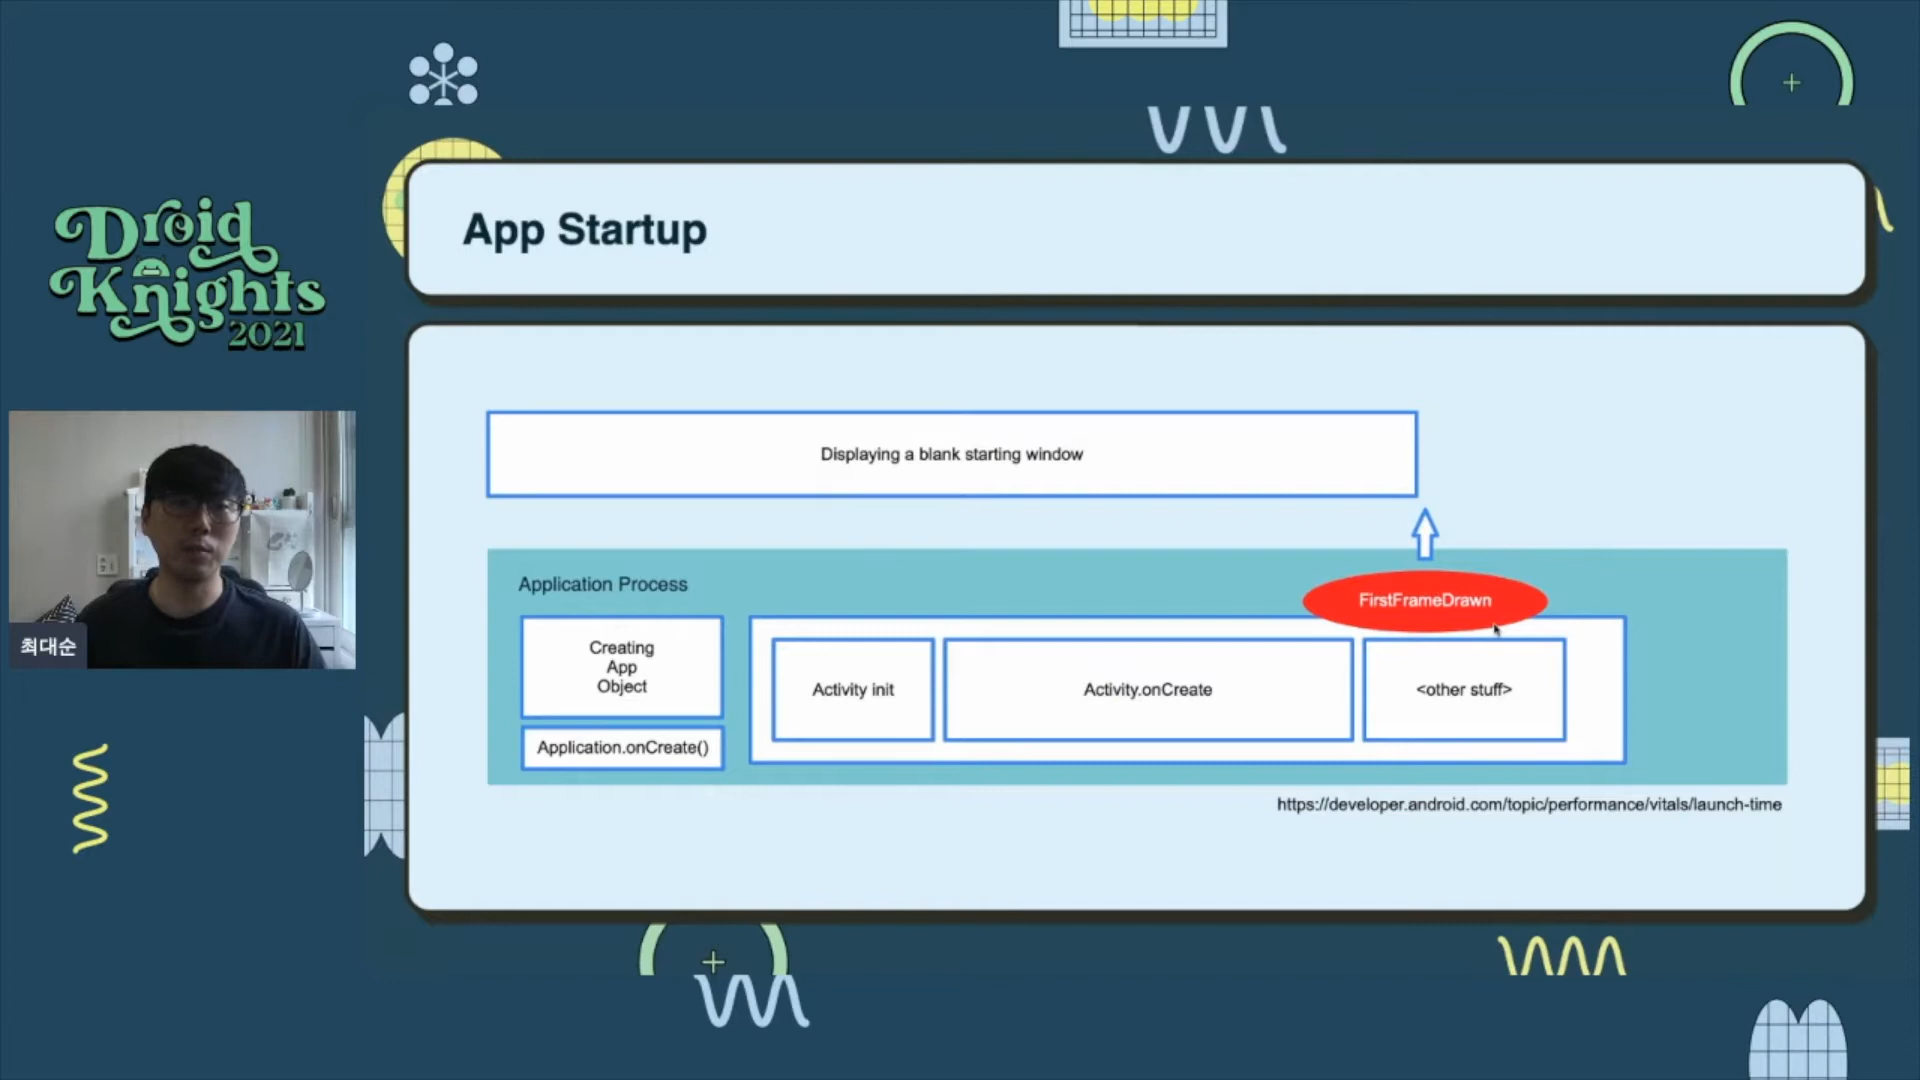 Droid
Knights
2021
최대순
App Startup
Displaying a blank starting window
Application Process
FirstFrameDrawn
Creating
App
Object
Application.onCreate()
Activity init
Activity.onCreate
<other stuff>
https://developer.android.com/topic/performance/vitals/launch-time